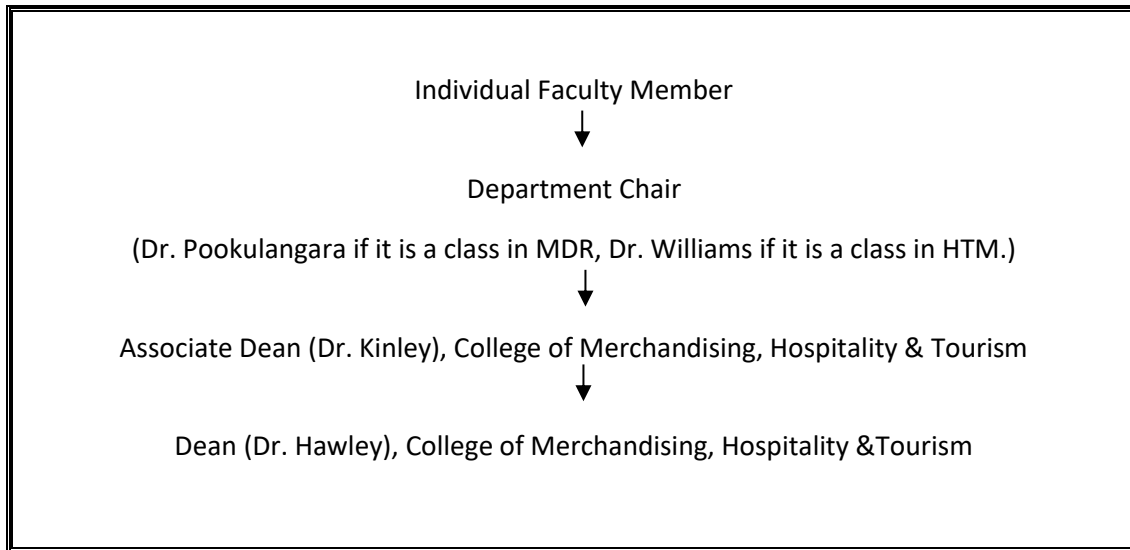 Individual Faculty Member
Department Chair
(Dr. Pookulangara if it is a class in MDR, Dr. Williams if it is a class in HTM.)
Associate Dean (Dr. Kinley), College of Merchandising, Hospitality & Tourism
Dean (Dr. Hawley), College of Merchandising, Hospitality &Tourism